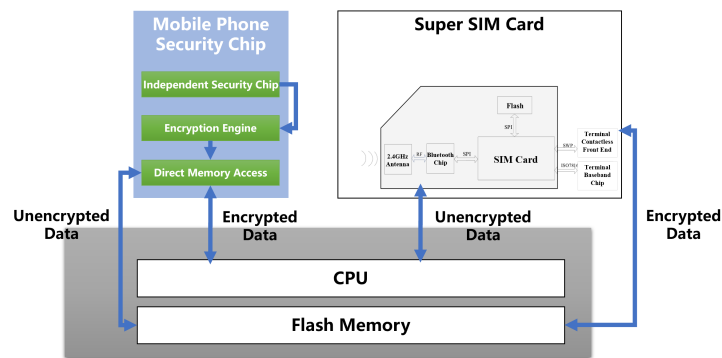 Mobile Phone
Security Chip
Independent Security Chip
Encryption Engine
Direct Memory Access
Super SIM Card
Flash
SPI
2.4GHz
Antenna
RF
Bluetooth
Chip
SPI
SIM Card
SWP
Terminal
Contactless
Front End
Terminal
Baseband
Chip
Unencrypted
Data
Encrypted
Data
Unencrypted
Data
Encrypted
Data
CPU
Flash Memory